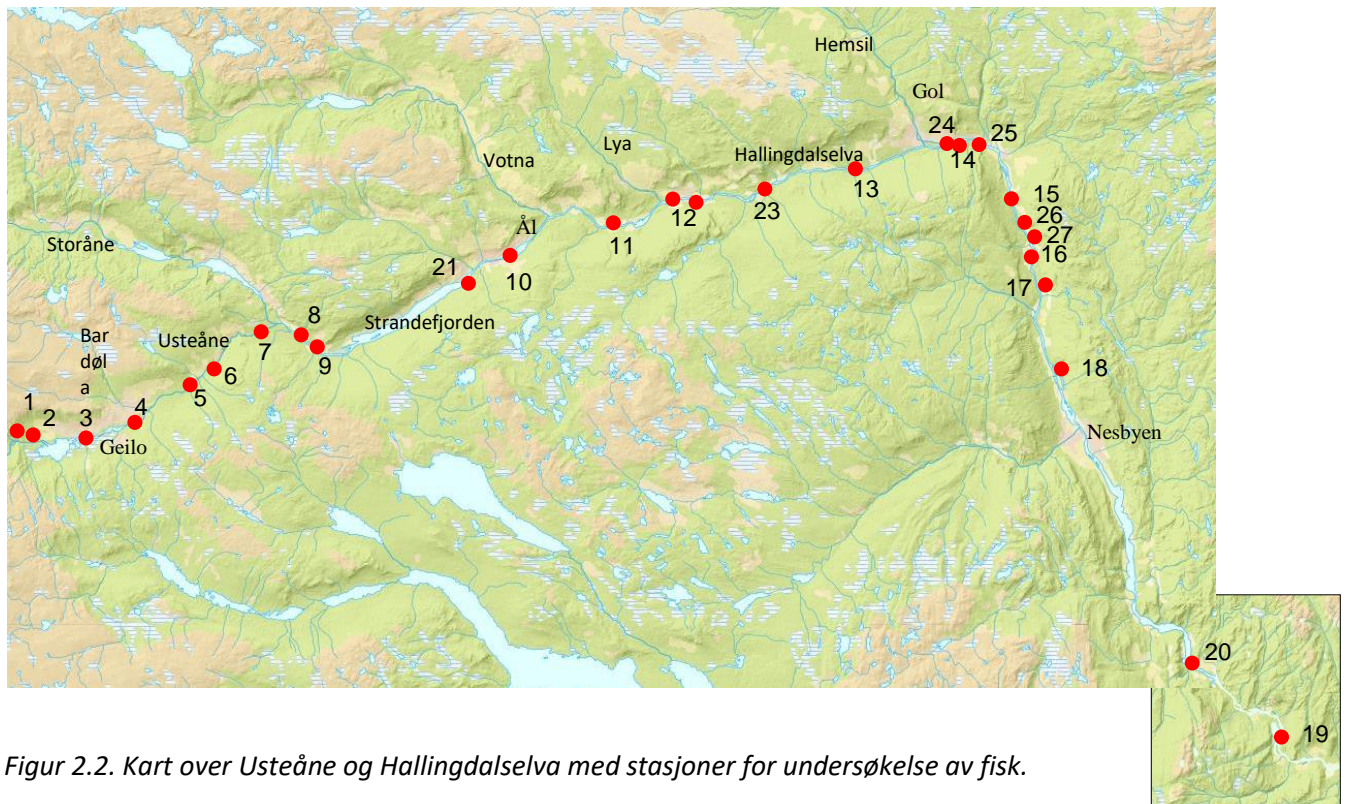 Hemsil
Gol
24
14
25
Lya
Votna
Hallingdalselva
13
12
23
15
11
26
27
16
Ål
10
Storåne
21
17
Strandefjorden
8
9
Bar
døl
a
Usteåne
7
6
18
5
1
2
3
4
Geilo
Nesbyen
20
19
Figur 2.2. Kart over Usteåne og Hallingdalselva med stasjoner for undersøkelse av fisk.